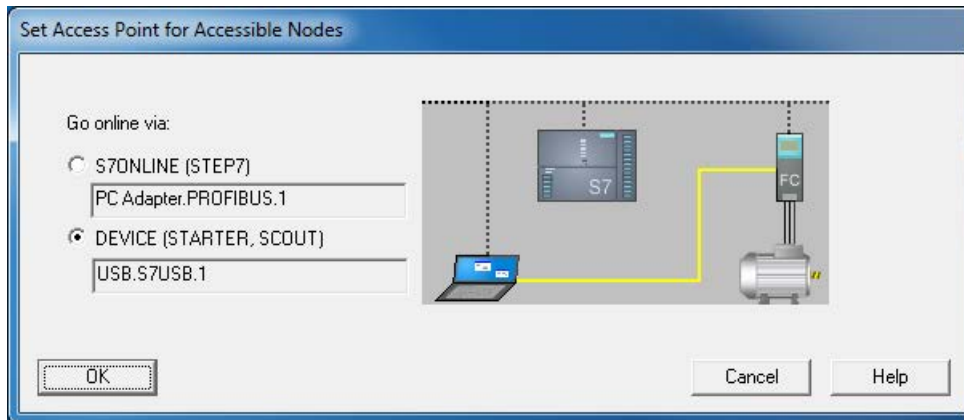 Set Access Point for Accessible Nodes
Go online via:
S7ONLINE (STEP7)
PC Adapter.PROFIBUS.1
DEVICE (STARTER, SCOUT)
USB.S7USB.1
S7
FC
OK
Cancel
Help